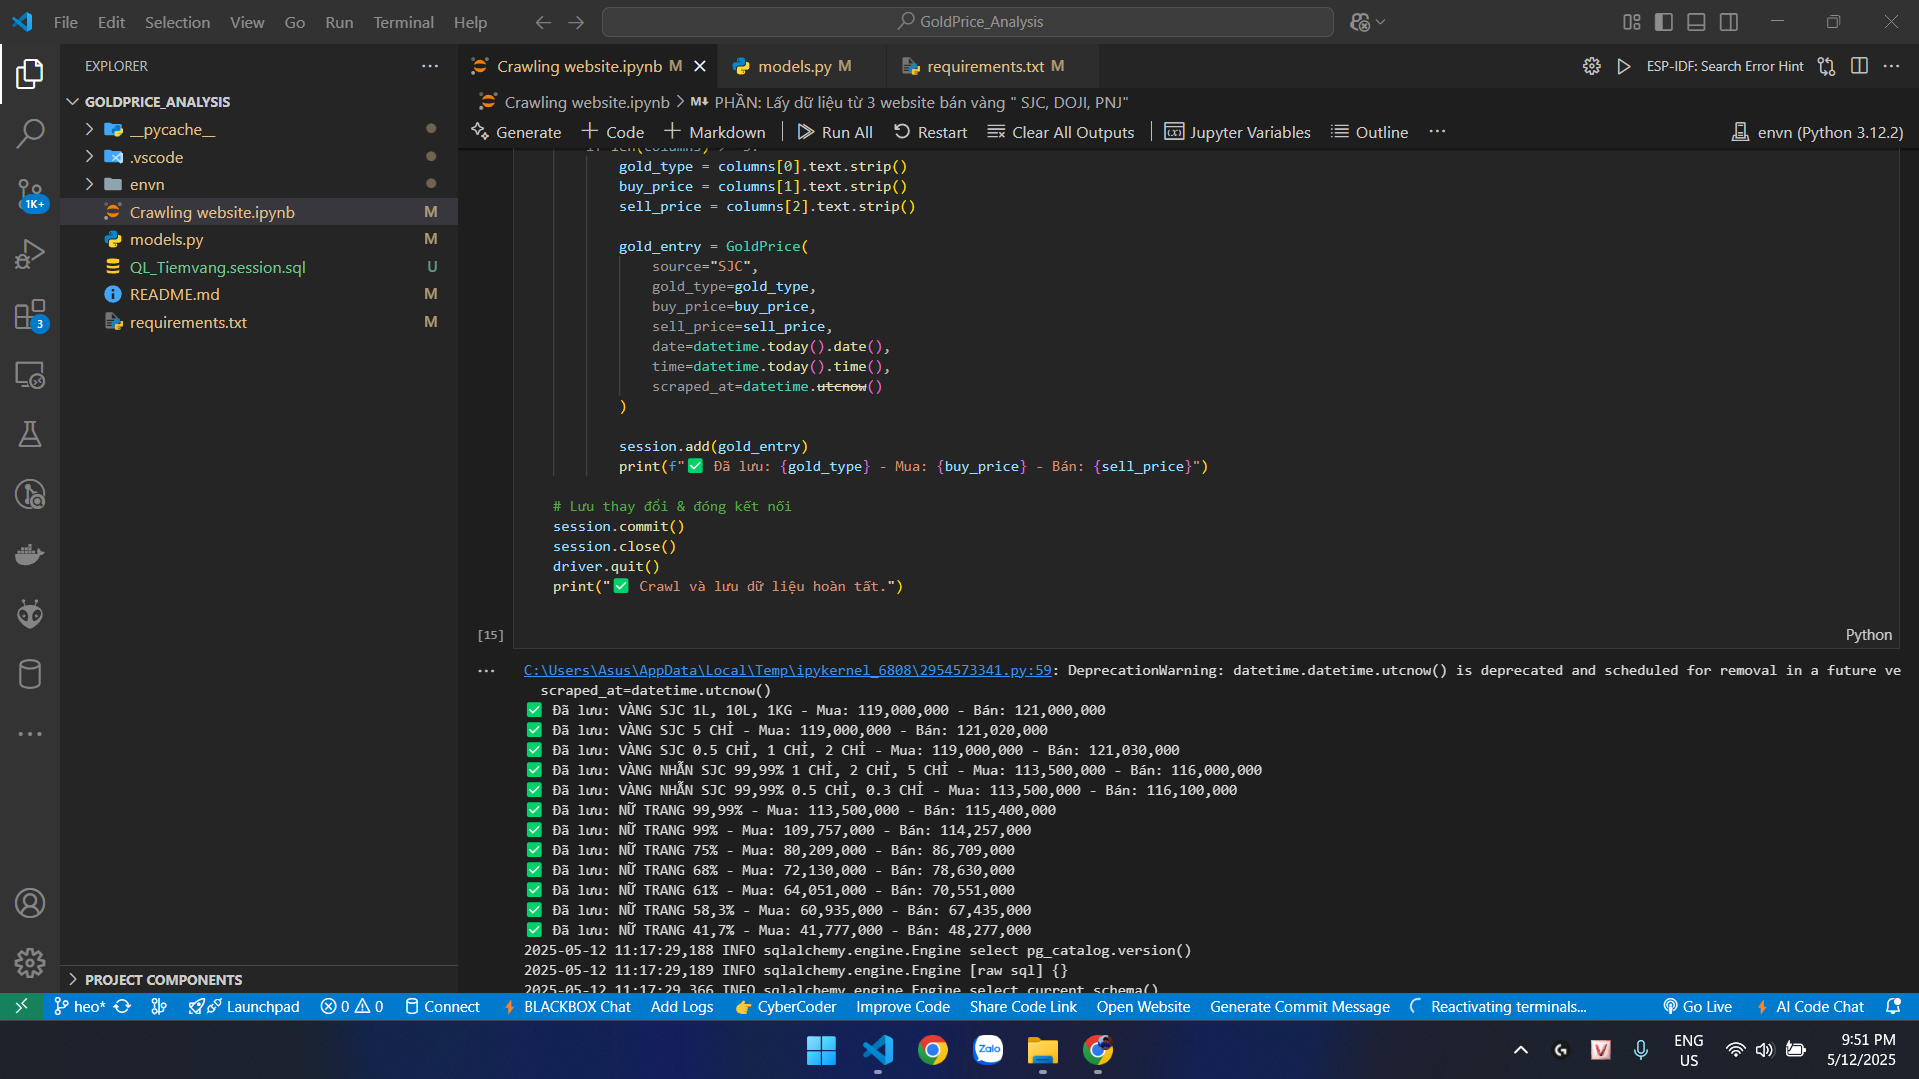 File Edit Selection View Go Run Terminal Help
GoldPrice_Analysis
EXPLORER
GOLDPRICE_ANALYSIS
__pycache__
.vscode
envn
Crawling website.ipynb M
models.py M
QL_Tiemvang.session.sql U
README.md M
requirements.txt M
PROJECT COMPONENTS
1K+
3
Crawling website.ipynb M
models.py M
requirements.txt M
ESP-IDF: Search Error Hint
Crawling website.ipynb > M↓ PHẦN: Lấy dữ liệu từ 3 website bán vàng " SJC, DOJI, PNJ"
Generate + Code + Markdown Run All Restart Clear All Outputs Jupyter Variables Outline ...
envn (Python 3.12.2)
gold_type = columns[0].text.strip()
buy_price = columns[1].text.strip()
sell_price = columns[2].text.strip()
gold_entry = GoldPrice(
source="SJC",
gold_type=gold_type,
buy_price=buy_price,
sell_price=sell_price,
date=datetime.today().date(),
time=datetime.today().time(),
scraped_at=datetime.utcnow()
)
session.add(gold_entry)
print(f"✅ Đã lưu: {gold_type} - Mua: {buy_price} - Bán: {sell_price}")
# Lưu thay đổi & đóng kết nối
session.commit()
session.close()
driver.quit()
print("✅ Crawl và lưu dữ liệu hoàn tất.")
[15]
Python
C:\Users\Asus\AppData\Local\Temp\ipykernel_6808\2954573341.py:59: DeprecationWarning: datetime.datetime.utcnow() is deprecated and scheduled for removal in a future ve
scraped_at=datetime.utcnow()
✅ Đã lưu: VÀNG SJC 1L, 10L, 1KG - Mua: 119,000,000 - Bán: 121,000,000
✅ Đã lưu: VÀNG SJC 5 CHỈ - Mua: 119,000,000 - Bán: 121,020,000
✅ Đã lưu: VÀNG SJC 0.5 CHỈ, 1 CHỈ, 2 CHỈ - Mua: 119,000,000 - Bán: 121,030,000
✅ Đã lưu: VÀNG NHẪN SJC 99,99% 1 CHỈ, 2 CHỈ, 5 CHỈ - Mua: 113,500,000 - Bán: 116,000,000
✅ Đã lưu: VÀNG NHẪN SJC 99,99% 0.5 CHỈ, 0.3 CHỈ - Mua: 113,500,000 - Bán: 116,100,000
✅ Đã lưu: NỮ TRANG 99,99% - Mua: 113,500,000 - Bán: 115,400,000
✅ Đã lưu: NỮ TRANG 99% - Mua: 109,757,000 - Bán: 114,257,000
✅ Đã lưu: NỮ TRANG 75% - Mua: 80,209,000 - Bán: 86,709,000
✅ Đã lưu: NỮ TRANG 68% - Mua: 72,130,000 - Bán: 78,630,000
✅ Đã lưu: NỮ TRANG 61% - Mua: 64,051,000 - Bán: 70,551,000
✅ Đã lưu: NỮ TRANG 58,3% - Mua: 60,935,000 - Bán: 67,435,000
✅ Đã lưu: NỮ TRANG 41,7% - Mua: 41,777,000 - Bán: 48,277,000
2025-05-12 11:17:29,188 INFO sqlalchemy.engine.Engine select pg_catalog.version()
2025-05-12 11:17:29,189 INFO sqlalchemy.engine.Engine [raw sql] {}
2025-05-12 11:17:29,366 INFO sqlalchemy.engine.Engine select current_schema()
heo* Launchpad 0 0 Connect BLACKBOX Chat Add Logs CyberCoder Improve Code Share Code Link Open Website Generate Commit Message Reactivating terminals... Go Live AI Code Chat
Zalo
ENG
US
9:51 PM
5/12/2025